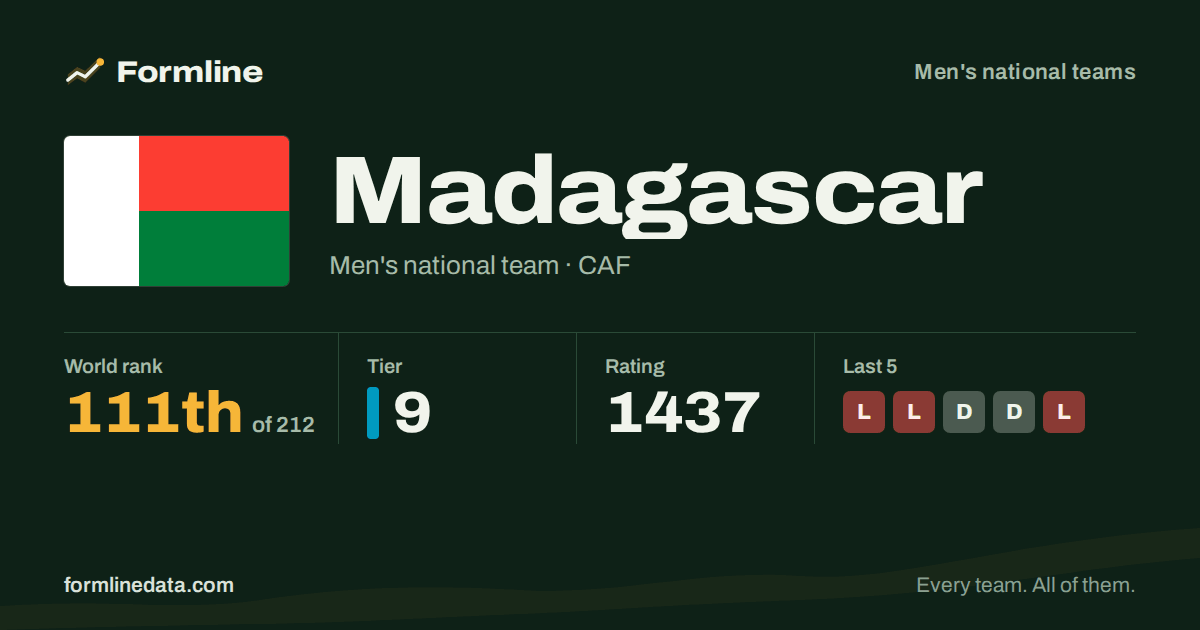 Formline
Men's national teams
Madagascar
Men's national team · CAF
World rank
111th of 212
Tier
9
Rating
1437
Last 5
L L D D L
formlinedata.com
Every team. All of them.